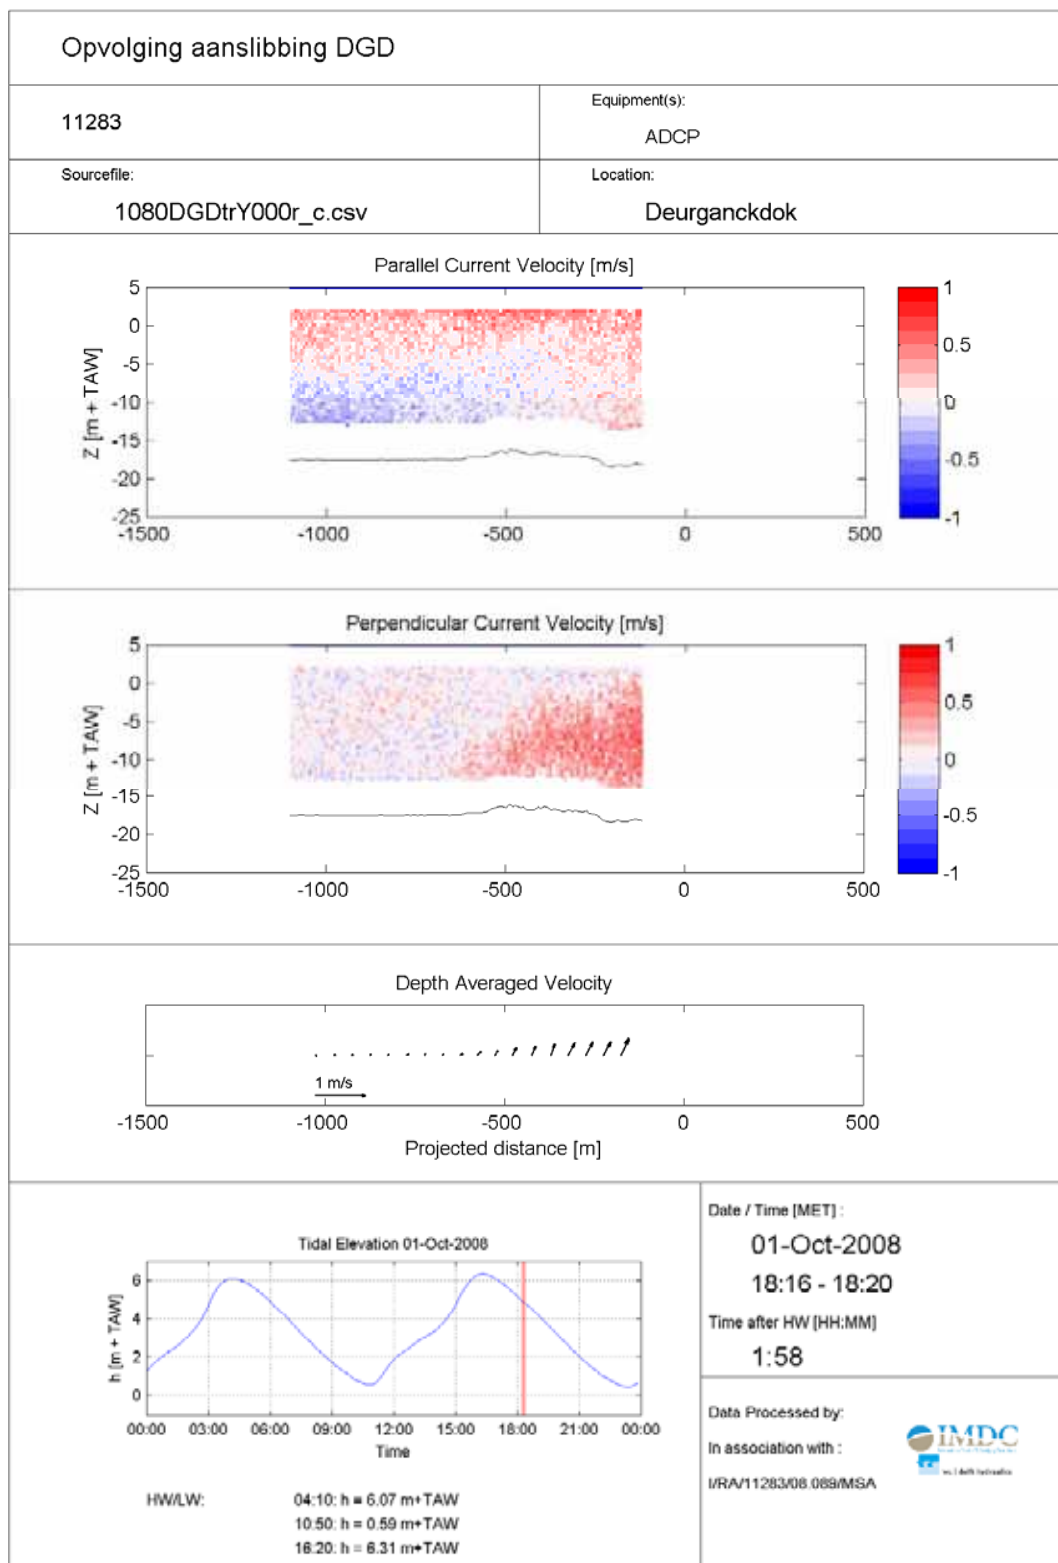 Opvolging aanslibbing DGD
11283
Equipment(s):
ADCP
Sourcefile:
1080DGDtrY000r_c.csv
Location:
Deurganckdok
Parallel Current Velocity [m/s]
5
0
-5
-10
-15
-20
-25
Z [m + TAW]
-1500
-1000
-500
0
500
1
0.5
0
-0.5
-1
Perpendicular Current Velocity [m/s]
5
0
-5
-10
-15
-20
-25
Z [m + TAW]
-1500
-1000
-500
0
500
1
0.5
0
-0.5
-1
Depth Averaged Velocity
1 m/s
-1500
-1000
-500
0
500
Projected distance [m]
Tidal Elevation 01-Oct-2008
6
4
2
0
h [m + TAW]
00:00
03:00
06:00
09:00
12:00
15:00
18:00
21:00
00:00
Time
HW/LW:
04:10: h = 6.07 m+TAW
10:50: h = 0.59 m+TAW
16:20: h = 6.31 m+TAW
Date / Time [MET] :
01-Oct-2008
18:16 - 18:20
Time after HW [HH:MM]
1:58
Data Processed by:
In association with :
I/RA/11283/08.089/MSA
IMDC
wl | delft hydraulics